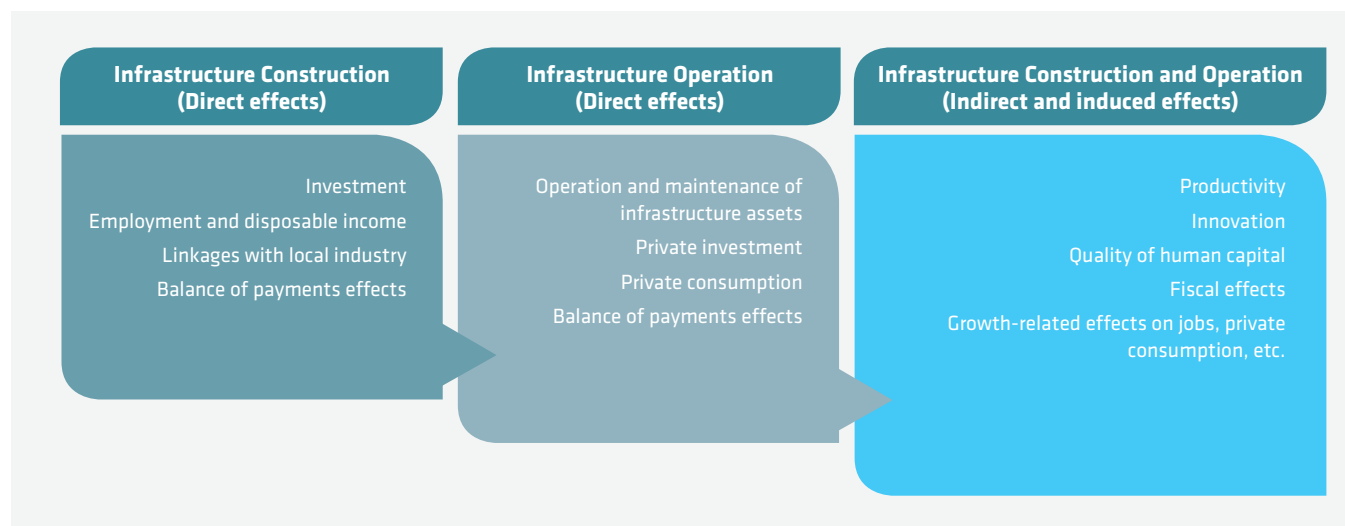 Infrastructure Construction
(Direct effects)
Investment
Employment and disposable income
Linkages with local industry
Balance of payments effects
Infrastructure Operation
(Direct effects)
Operation and maintenance of
infrastructure assets
Private investment
Private consumption
Balance of payments effects
Infrastructure Construction and Operation
(Indirect and induced effects)
Productivity
Innovation
Quality of human capital
Fiscal effects
Growth-related effects on jobs, private
consumption, etc.